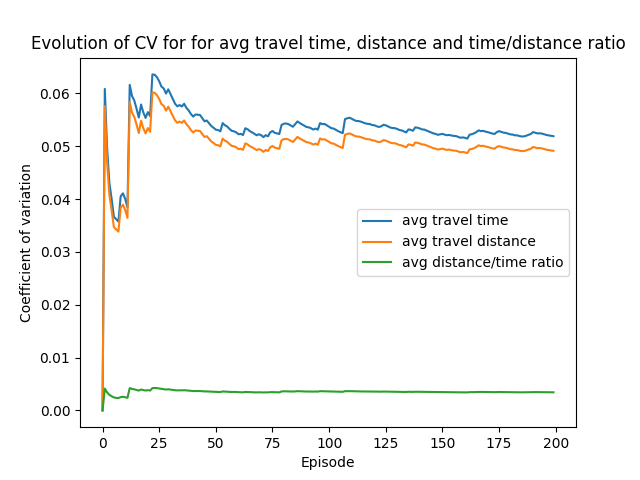 Evolution of CV for for avg travel time, distance and time/distance ratio
Coefficient of variation
0.06
0.05
0.04
0.03
0.02
0.01
0.00
avg travel time
avg travel distance
avg distance/time ratio
0 25 50 75 100 125 150 175 200
Episode